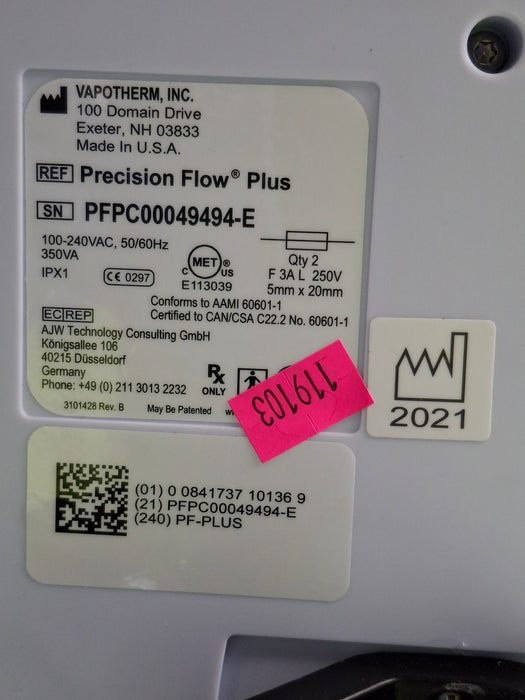 VAPOTHERM, INC.
100 Domain Drive
Exeter, NH 03833
Made In U.S.A.
REF Precision Flow® Plus
SN PFPC00049494-E
100-240VAC, 50/60Hz
350VA
IPX1
CE 0297
C MET ® US
E113039
Qty 2
F 3A L 250V
5mm x 20mm
Conforms to AAMI 60601-1
Certified to CAN/CSA C22.2 No. 60601-1
EC REP
AJW Technology Consulting GmbH
Königsallee 106
40215 Düsseldorf
Germany
Phone: +49 (0) 211 3013 2232
Rx ONLY
3101428 Rev. B May Be Patented
119103
2021
(01) 0 0841737 10136 9
(21) PFPC00049494-E
(240) PF-PLUS